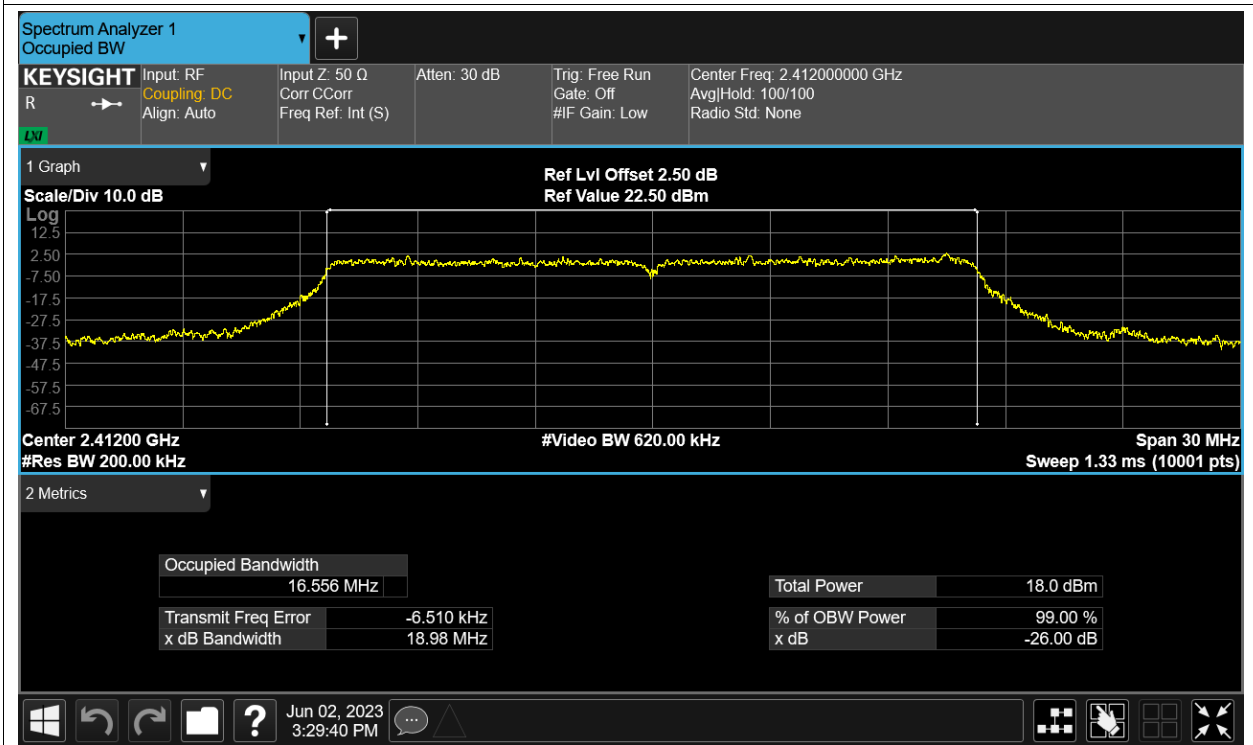 Spectrum Analyzer 1
Occupied BW
KEYSIGHT Input: RF Input Z: 50 Ω Atten: 30 dB Trig: Free Run Center Freq: 2.412000000 GHz
R Coupling: DC Corr CCorr Gate: Off Avg|Hold: 100/100
Align: Auto Freq Ref: Int (S) #IF Gain: Low Radio Std: None
LXI
1 Graph
Ref Lvl Offset 2.50 dB
Scale/Div 10.0 dB Ref Value 22.50 dBm
Log
12.5
2.50
-7.50
-17.5
-27.5
-37.5
-47.5
-57.5
-67.5
Center 2.41200 GHz #Video BW 620.00 kHz Span 30 MHz
#Res BW 200.00 kHz Sweep 1.33 ms (10001 pts)
2 Metrics
Occupied Bandwidth
16.556 MHz Total Power 18.0 dBm
Transmit Freq Error -6.510 kHz % of OBW Power 99.00 %
x dB Bandwidth 18.98 MHz x dB -26.00 dB
? Jun 02, 2023
3:29:40 PM